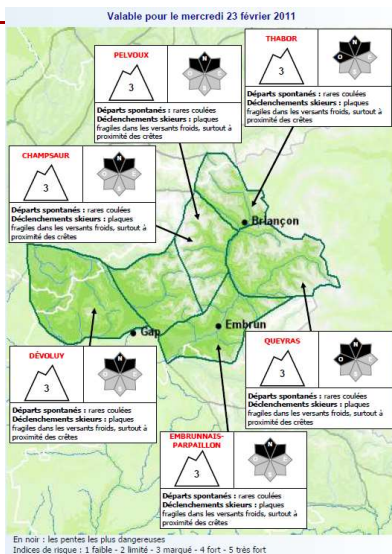 Valable pour le mercredi 23 février 2011
PELVOUX
3
N
Départs spontanés : rares coulées
Déclenchements skieurs : plaques
fragiles dans les versants froids, surtout à
proximité des crêtes
THABOR
3
N
O
Départs spontanés : rares coulées
Déclenchements skieurs : plaques
fragiles dans les versants froids, surtout à
proximité des crêtes
CHAMPSAUR
3
N
Départs spontanés : rares coulées
Déclenchements skieurs : plaques
fragiles dans les versants froids, surtout à
proximité des crêtes
Briançon
Gap
Embrun
DÉVOLUY
3
N
Départs spontanés : rares coulées
Déclenchements skieurs : plaques
fragiles dans les versants froids, surtout à
proximité des crêtes
QUEYRAS
3
N
O
Départs spontanés : rares coulées
Déclenchements skieurs : plaques
fragiles dans les versants froids, surtout à
proximité des crêtes
EMBRUNNAIS-
PARPAILLON
3
N
Départs spontanés : rares coulées
Déclenchements skieurs : plaques
fragiles dans les versants froids, surtout à
proximité des crêtes
En noir : les pentes les plus dangereuses
Indices de risque : 1 faible - 2 limité - 3 marqué - 4 fort - 5 très fort